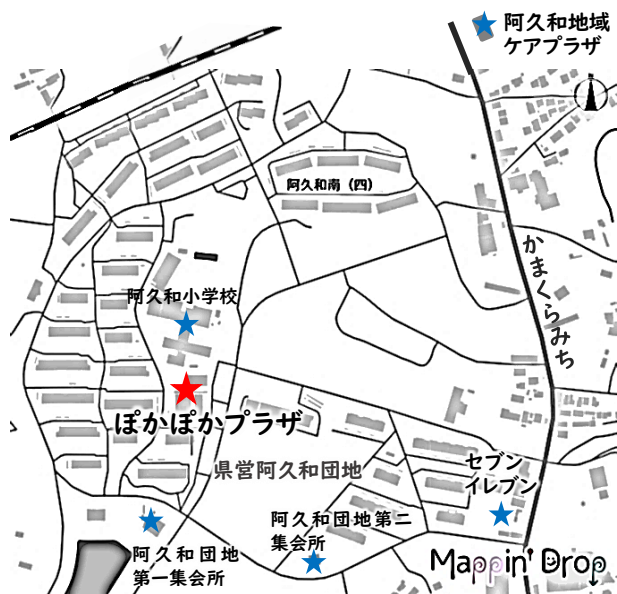 阿久和地域
ケアプラザ
阿久和南（四）
かまくらみち
阿久和小学校
ぽかぽかプラザ
県営阿久和団地
セブン
イレブン
阿久和団地第二
集会所
阿久和団地
第一集会所
Mappin' Drop